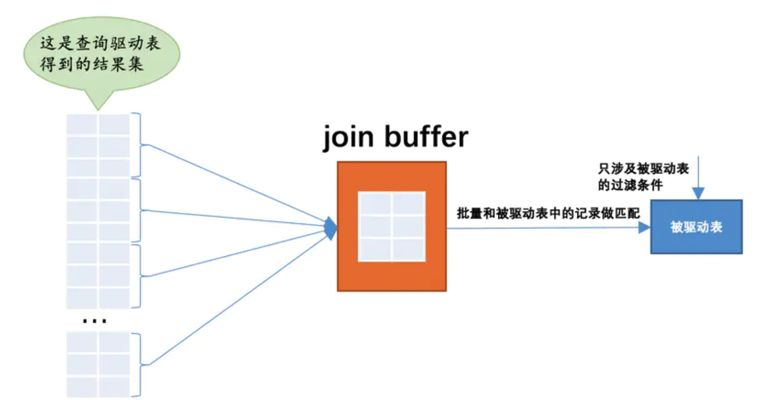 这是查询驱动表
得到的结果集
join buffer
只涉及被驱动表
的过滤条件
批量和被驱动表中的记录做匹配
被驱动表
...